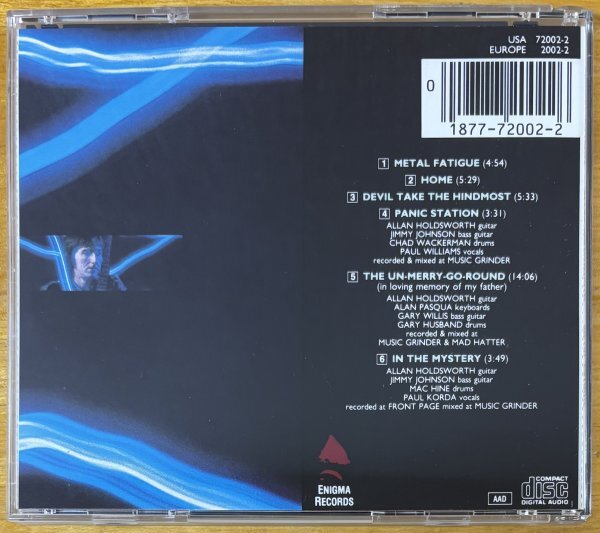 USA 72002-2
EUROPE 2002-2
0
1877-72002-2
1 METAL FATIGUE (4:54)
2 HOME (5:29)
3 DEVIL TAKE THE HINDMOST (5:33)
4 PANIC STATION (3:31)
ALLAN HOLDSWORTH guitar
JIMMY JOHNSON bass guitar
CHAD WACKERMAN drums
PAUL WILLIAMS vocals
recorded & mixed at MUSIC GRINDER
5 THE UN-MERRY-GO-ROUND (14:06)
(in loving memory of my father)
ALLAN HOLDSWORTH guitar
ALAN PASQUA keyboards
GARY WILLIS bass guitar
GARY HUSBAND drums
recorded & mixed at
MUSIC GRINDER & MAD HATTER
6 IN THE MYSTERY (3:49)
ALLAN HOLDSWORTH guitar
JIMMY JOHNSON bass guitar
MAC HINE drums
PAUL KORDA vocals
recorded at FRONT PAGE mixed at MUSIC GRINDER
ENIGMA
RECORDS
AAD
COMPACT
disc
DIGITAL AUDIO